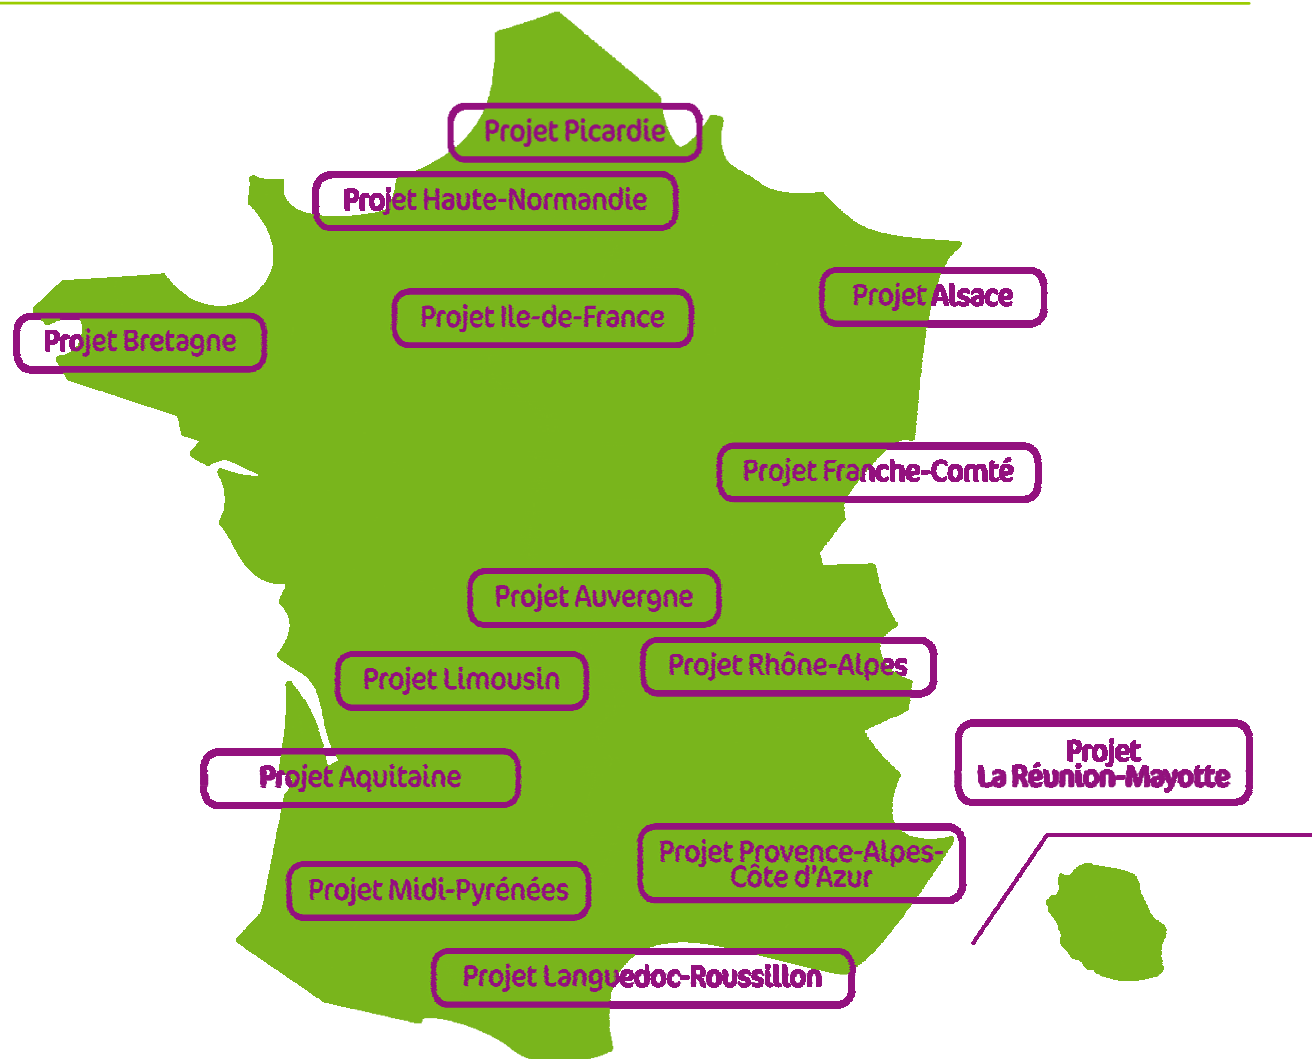 Projet Picardie
Projet Haute-Normandie
Projet Alsace
Projet Ile-de-France
Projet Bretagne
Projet Franche-Comté
Projet Auvergne
Projet Rhône-Alpes
Projet Limousin
Projet
La Réunion-Mayotte
Projet Aquitaine
Projet Provence-Alpes-
Côte d'Azur
Projet Midi-Pyrénées
Projet Languedoc-Roussillon